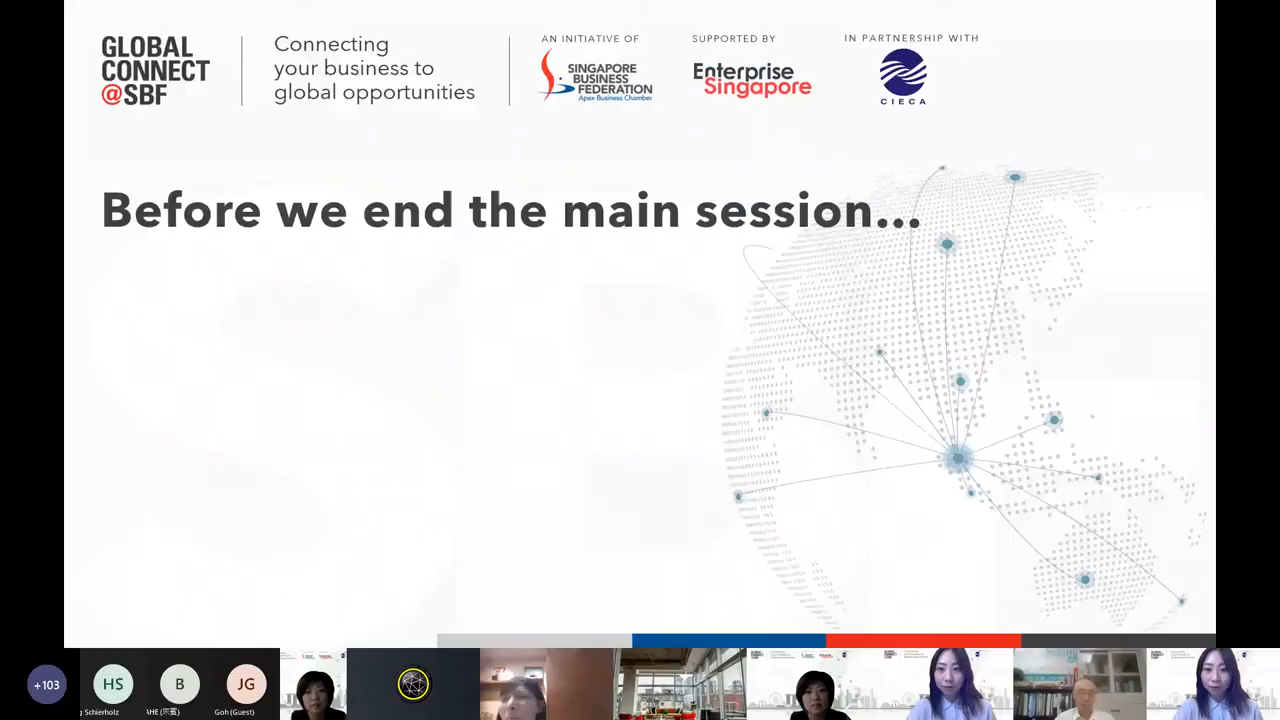 GLOBAL
CONNECT
@SBF
Connecting
your business to
global opportunities
AN INITIATIVE OF
SINGAPORE
BUSINESS
FEDERATION
Apex Business Chamber
SUPPORTED BY
Enterprise
Singapore
IN PARTNERSHIP WITH
CIECA
Before we end the main session...
+103
HS
B
JG
g Schierholz
Goh (Guest)